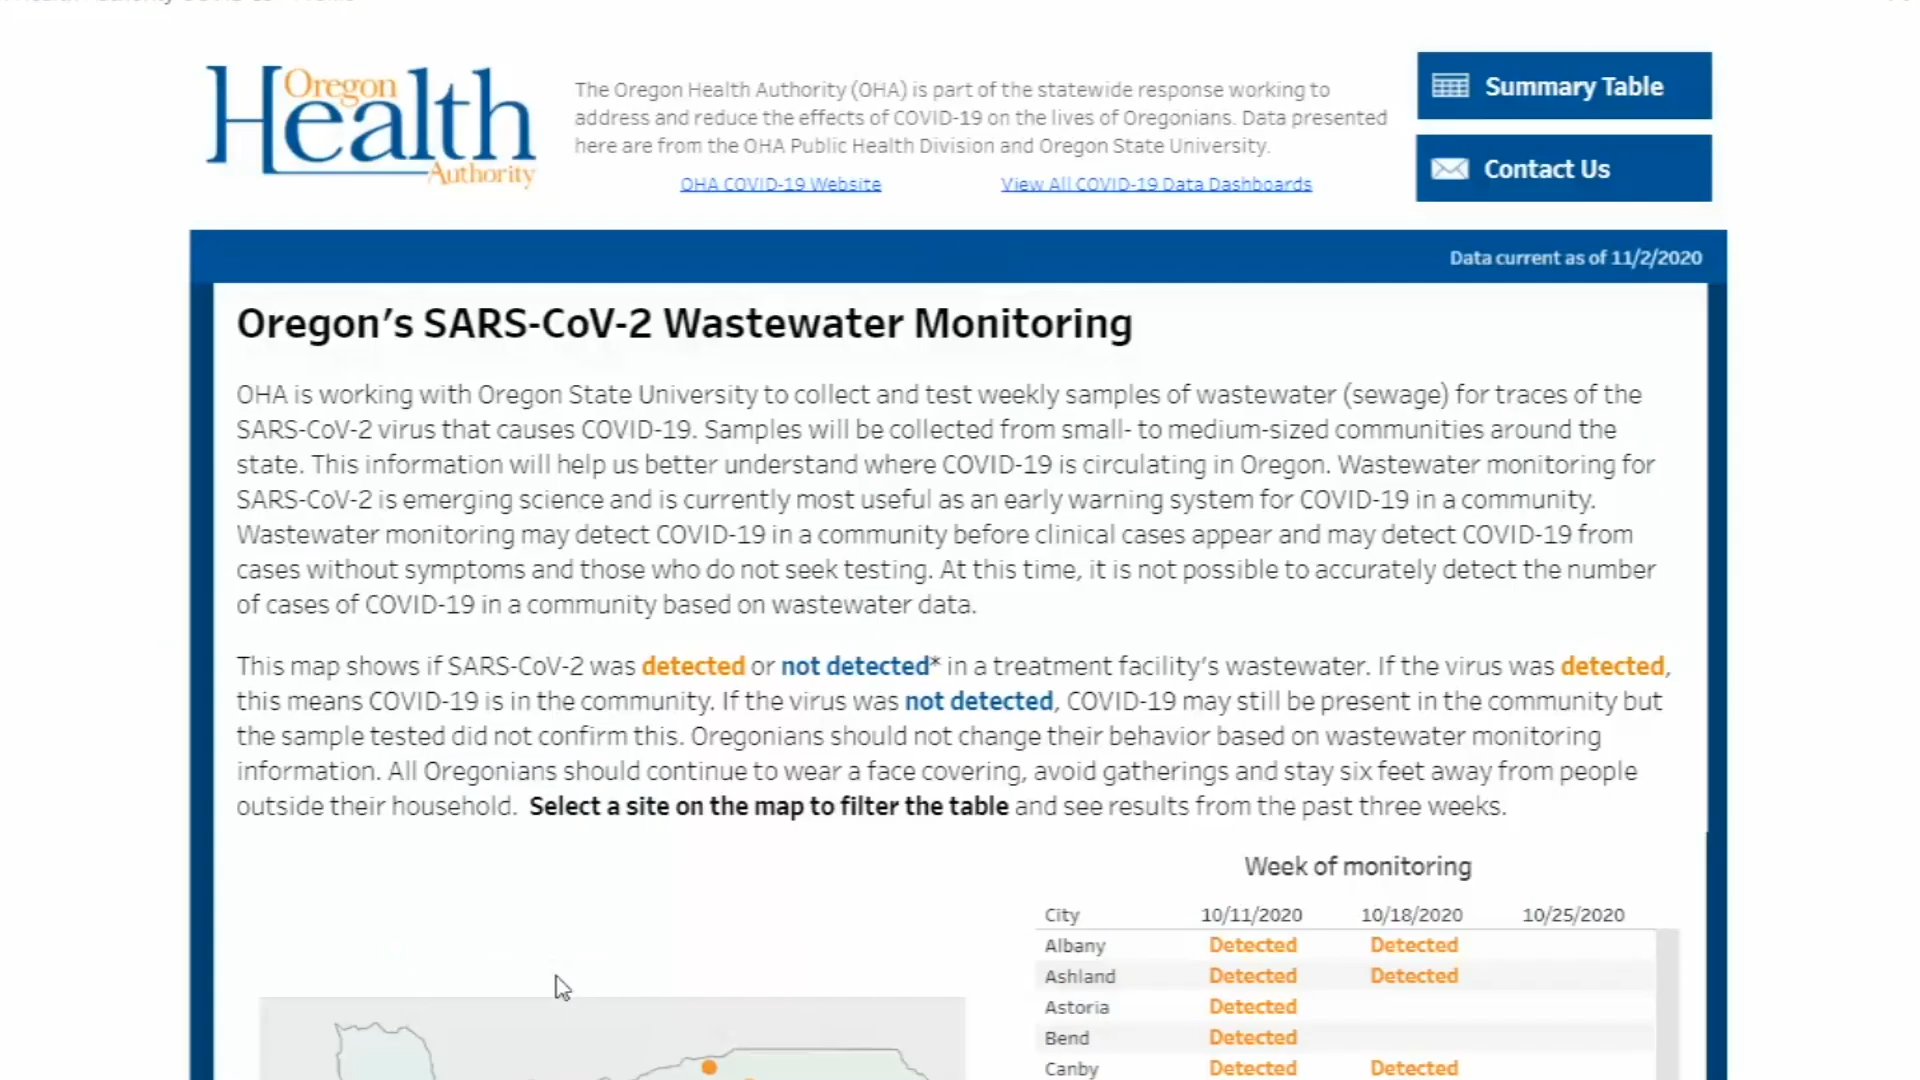 Oregon
Health
Authority
The Oregon Health Authority (OHA) is part of the statewide response working to
address and reduce the effects of COVID-19 on the lives of Oregonians. Data presented
here are from the OHA Public Health Division and Oregon State University.
OHA COVID-19 Website
View All COVID-19 Data Dashboards
Summary Table
Contact Us
Data current as of 11/2/2020
Oregon's SARS-CoV-2 Wastewater Monitoring
OHA is working with Oregon State University to collect and test weekly samples of wastewater (sewage) for traces of the
SARS-CoV-2 virus that causes COVID-19. Samples will be collected from small- to medium-sized communities around the
state. This information will help us better understand where COVID-19 is circulating in Oregon. Wastewater monitoring for
SARS-CoV-2 is emerging science and is currently most useful as an early warning system for COVID-19 in a community.
Wastewater monitoring may detect COVID-19 in a community before clinical cases appear and may detect COVID-19 from
cases without symptoms and those who do not seek testing. At this time, it is not possible to accurately detect the number
of cases of COVID-19 in a community based on wastewater data.
This map shows if SARS-CoV-2 was detected or not detected* in a treatment facility's wastewater. If the virus was detected,
this means COVID-19 is in the community. If the virus was not detected, COVID-19 may still be present in the community but
the sample tested did not confirm this. Oregonians should not change their behavior based on wastewater monitoring
information. All Oregonians should continue to wear a face covering, avoid gatherings and stay six feet away from people
outside their household. Select a site on the map to filter the table and see results from the past three weeks.
Week of monitoring
City 10/11/2020 10/18/2020 10/25/2020
Albany Detected Detected
Ashland Detected Detected
Astoria Detected
Bend Detected
Canby Detected Detected